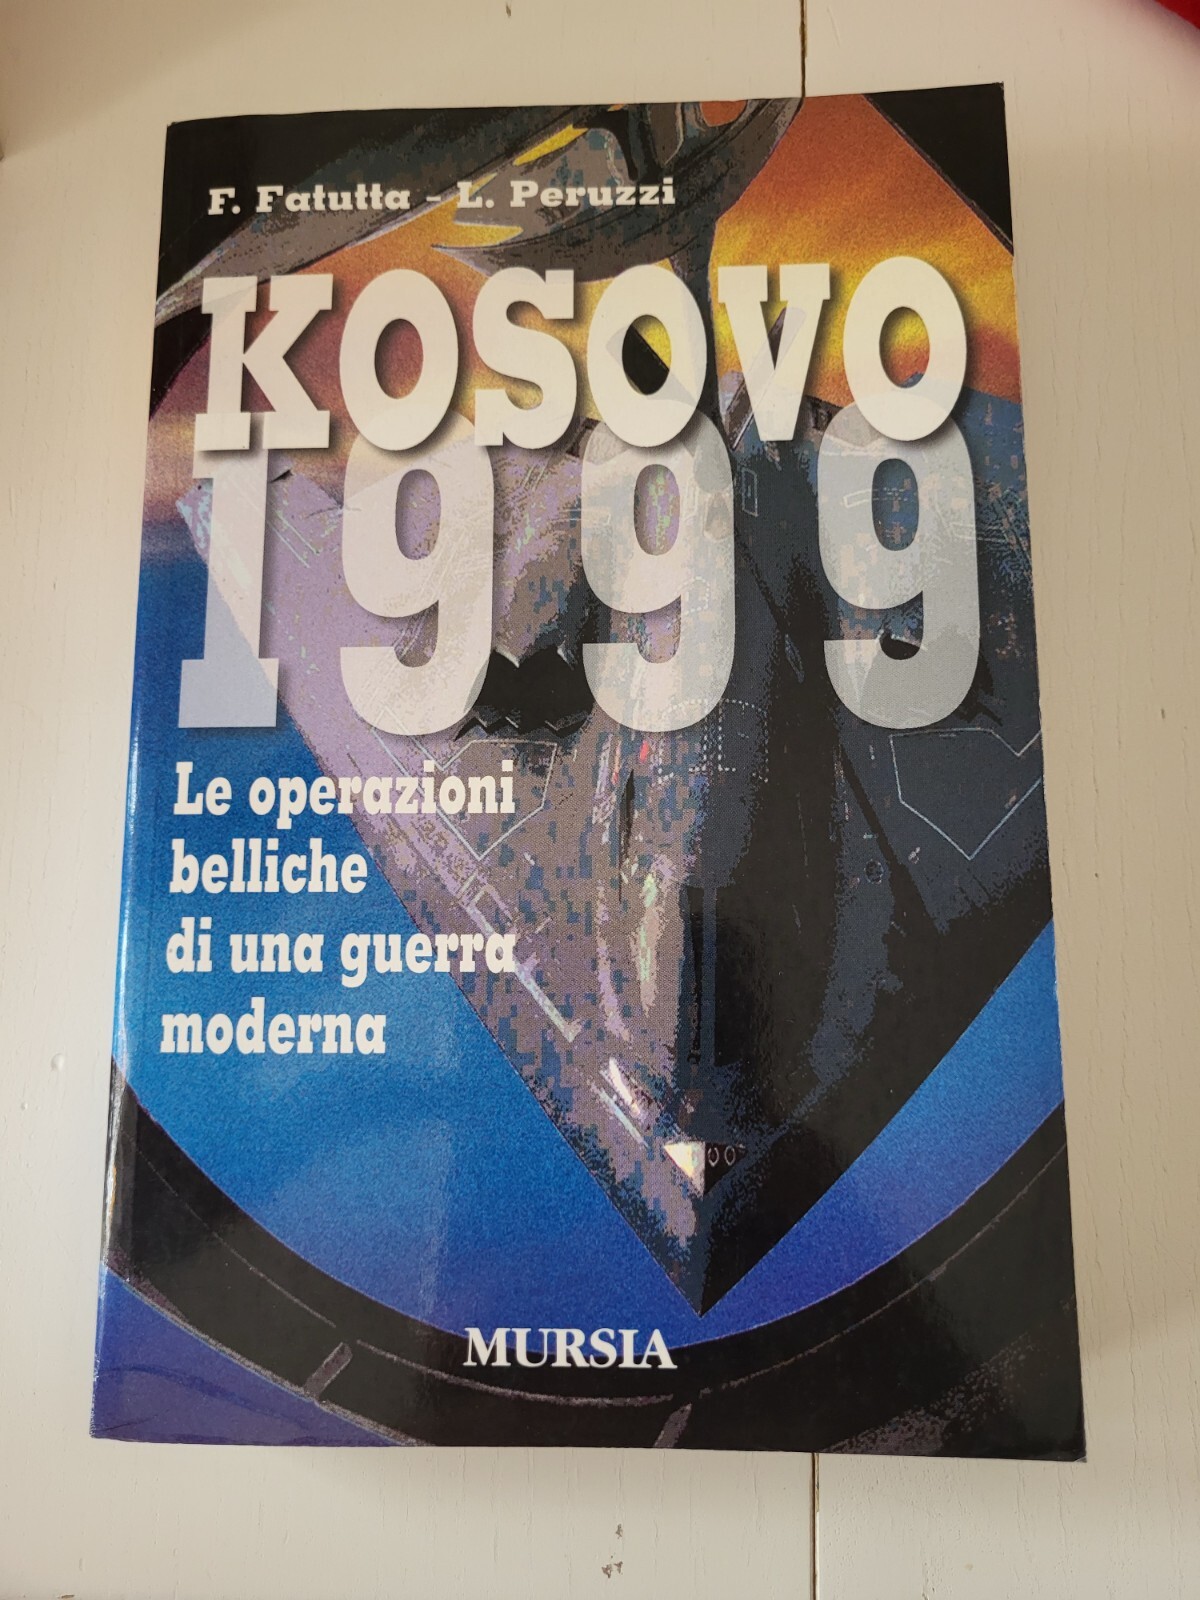 F. Fatutta - L. Peruzzi
KOSOVO
1999
Le operazioni
belliche
di una guerra
moderna
MURSIA